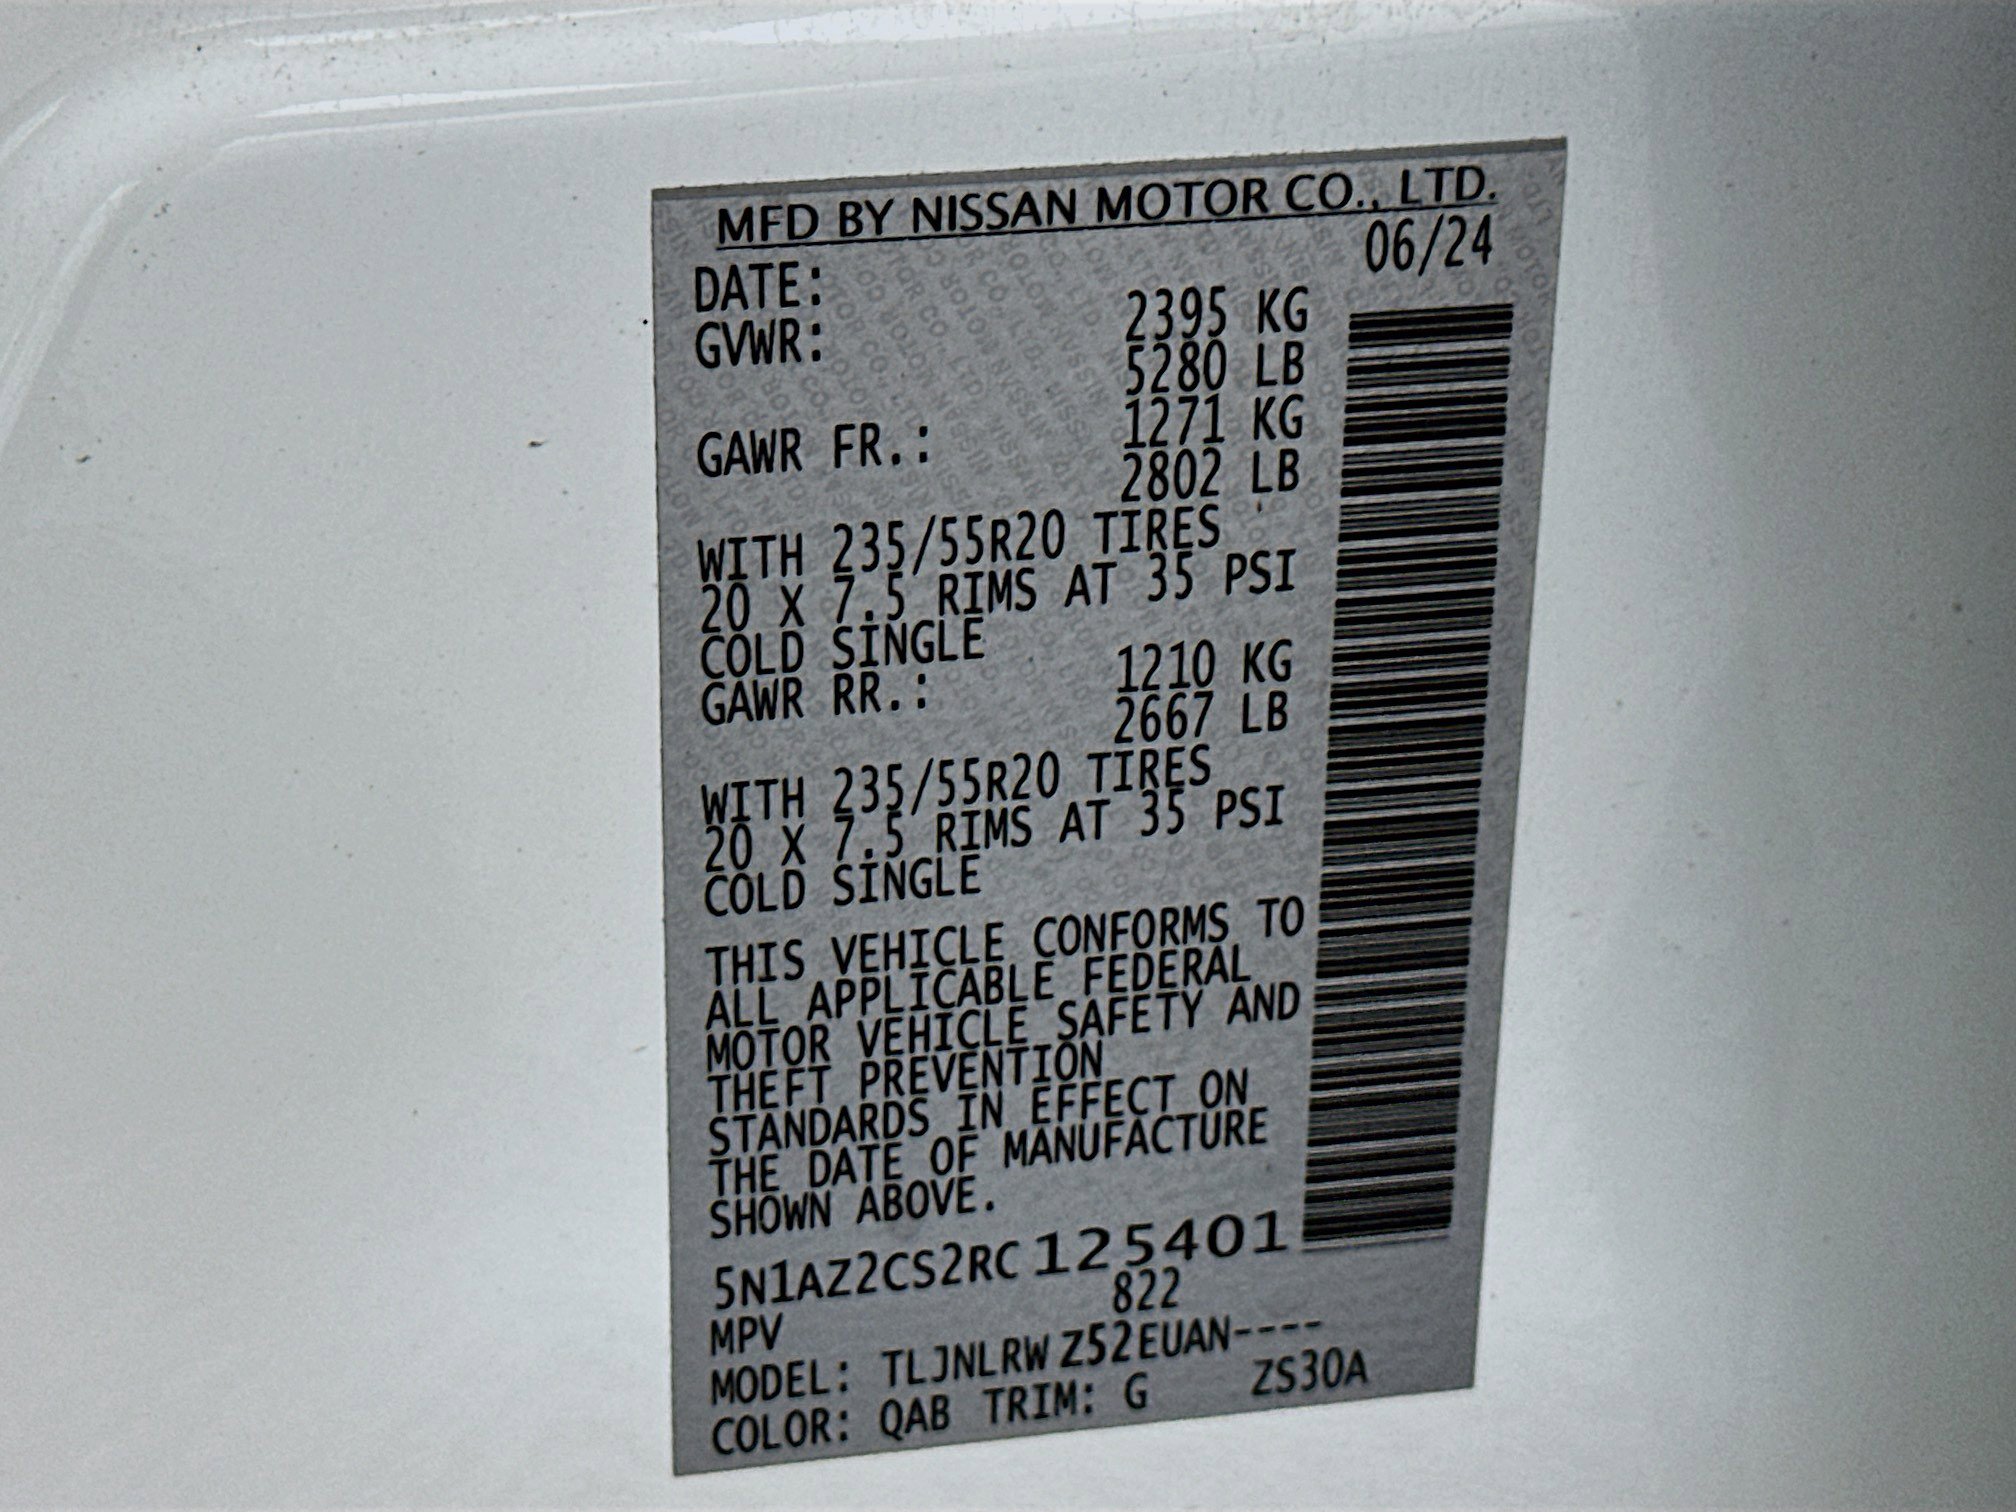 MFD BY NISSAN MOTOR CO., LTD.
DATE: 06/24
GVWR: 2395 KG
5280 LB
GAWR FR.: 1271 KG
2802 LB
WITH 235/55R20 TIRES
20 X 7.5 RIMS AT 35 PSI
COLD SINGLE
GAWR RR.: 1210 KG
2667 LB
WITH 235/55R20 TIRES
20 X 7.5 RIMS AT 35 PSI
COLD SINGLE
THIS VEHICLE CONFORMS TO
ALL APPLICABLE FEDERAL
MOTOR VEHICLE SAFETY AND
THEFT PREVENTION
STANDARDS IN EFFECT ON
THE DATE OF MANUFACTURE
SHOWN ABOVE.
5N1AZ2CS2RC125401
MPV 822
MODEL: TLJNLRW Z52EUAN----
COLOR: QAB TRIM: G ZS30A